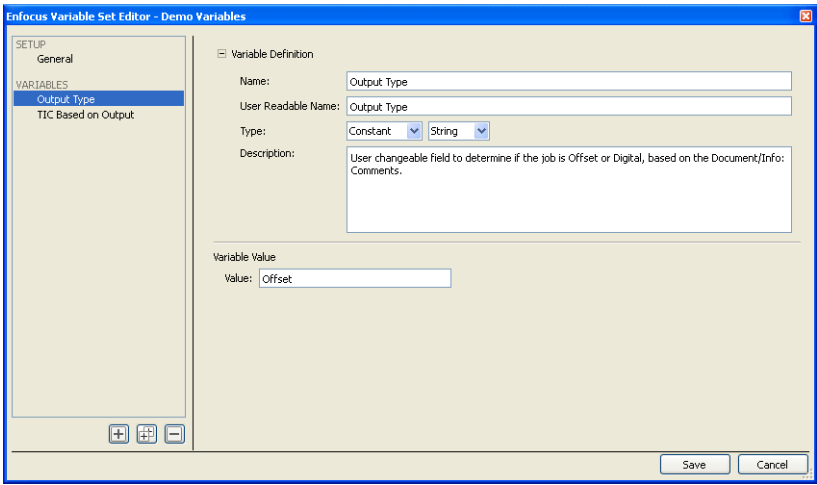 Enfocus Variable Set Editor - Demo Variables
SETUP
General
VARIABLES
Output Type
TIC Based on Output
Variable Definition
Name: Output Type
User Readable Name: Output Type
Type: Constant String
Description: User changeable field to determine if the job is Offset or Digital, based on the Document/Info:
Comments.
Variable Value
Value: Offset
Save Cancel